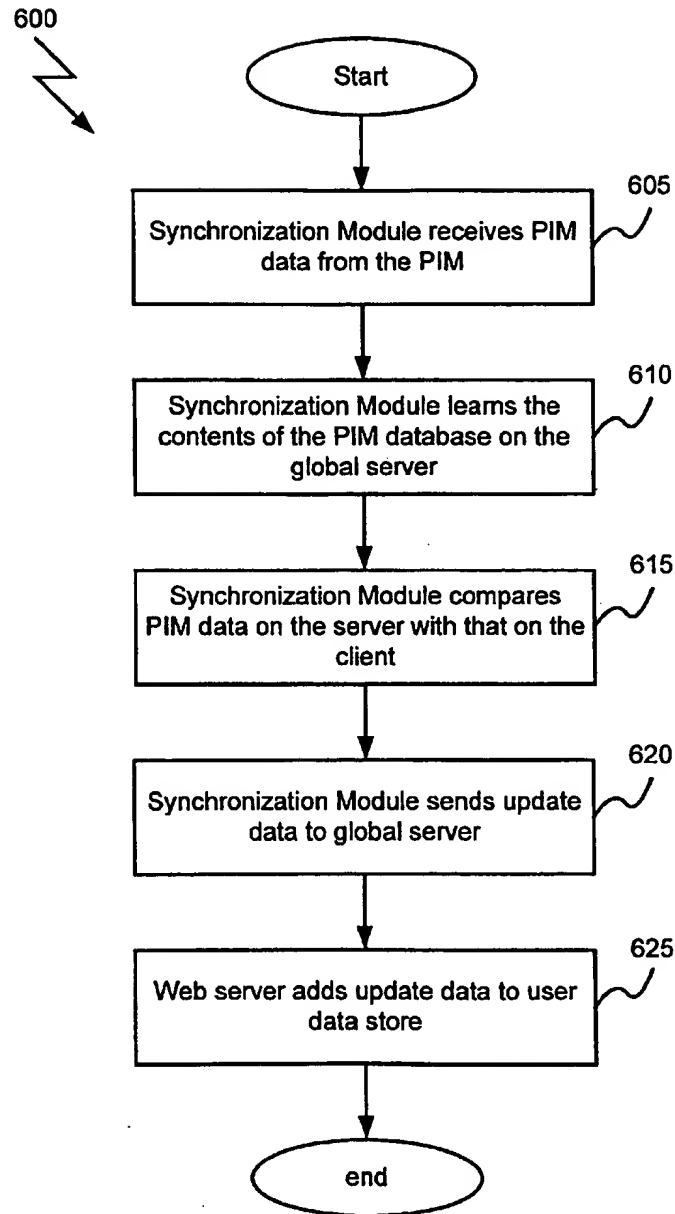 600
Start
605
Synchronization Module receives PIM
data from the PIM
610
Synchronization Module learns the
contents of the PIM database on the
global server
615
Synchronization Module compares
PIM data on the server with that on the
client
620
Synchronization Module sends update
data to global server
625
Web server adds update data to user
data store
end